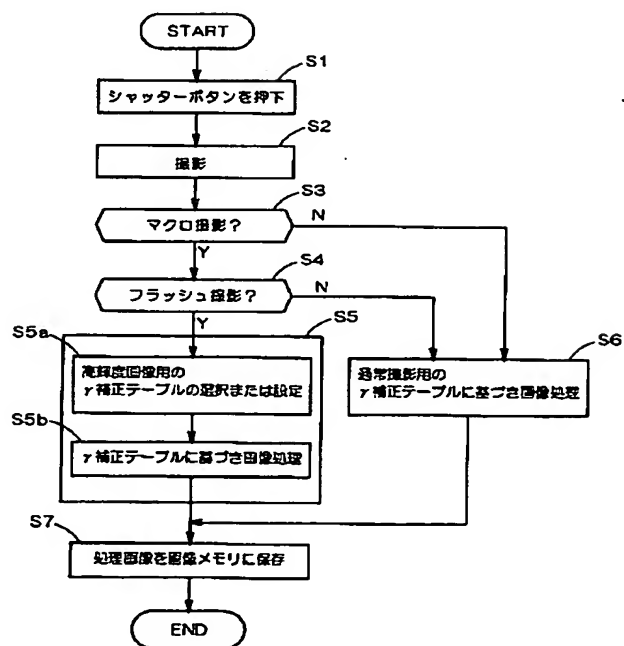 START
S1
シャッターボタンを押下
S2
撮影
S3
マクロ撮影?
N
Y
S4
フラッシュ撮影?
N
Y
S5
S5a
高輝度画像用の
γ補正テーブルの選択または設定
S6
通常撮影用の
γ補正テーブルに基づき画像処理
S5b
γ補正テーブルに基づき画像処理
S7
処理画像を画像メモリに保存
END